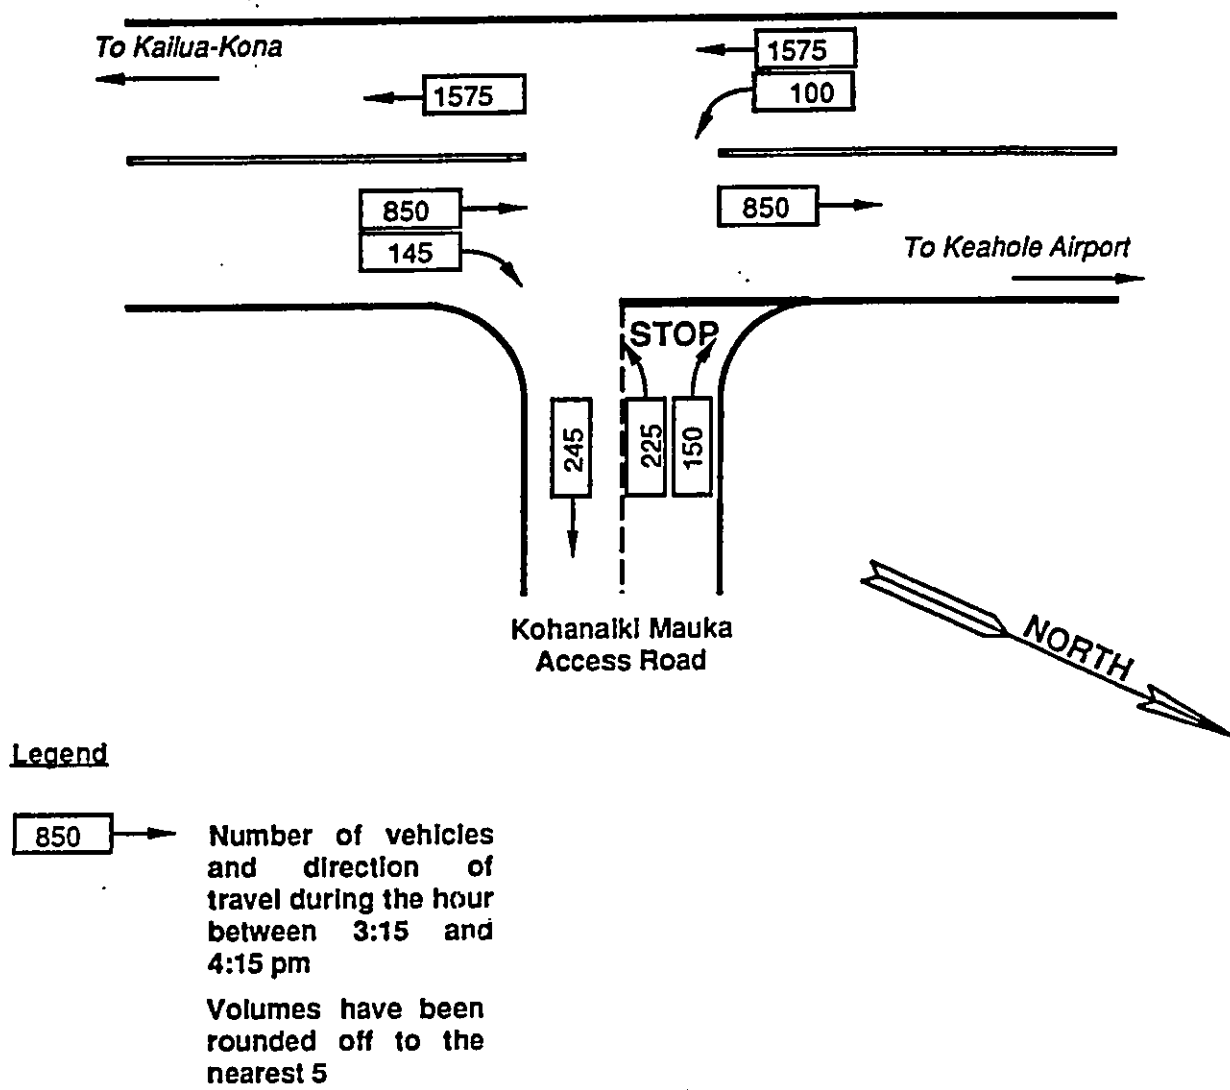 To Kailua-Kona
1575
1575
100
850
145
850
To Keahole Airport
STOP
245
225
150
Kohanaiki Mauka
Access Road
NORTH
Legend
850
Number of vehicles
and direction of
travel during the hour
between 3:15 and
4:15 pm
Volumes have been
rounded off to the
nearest 5